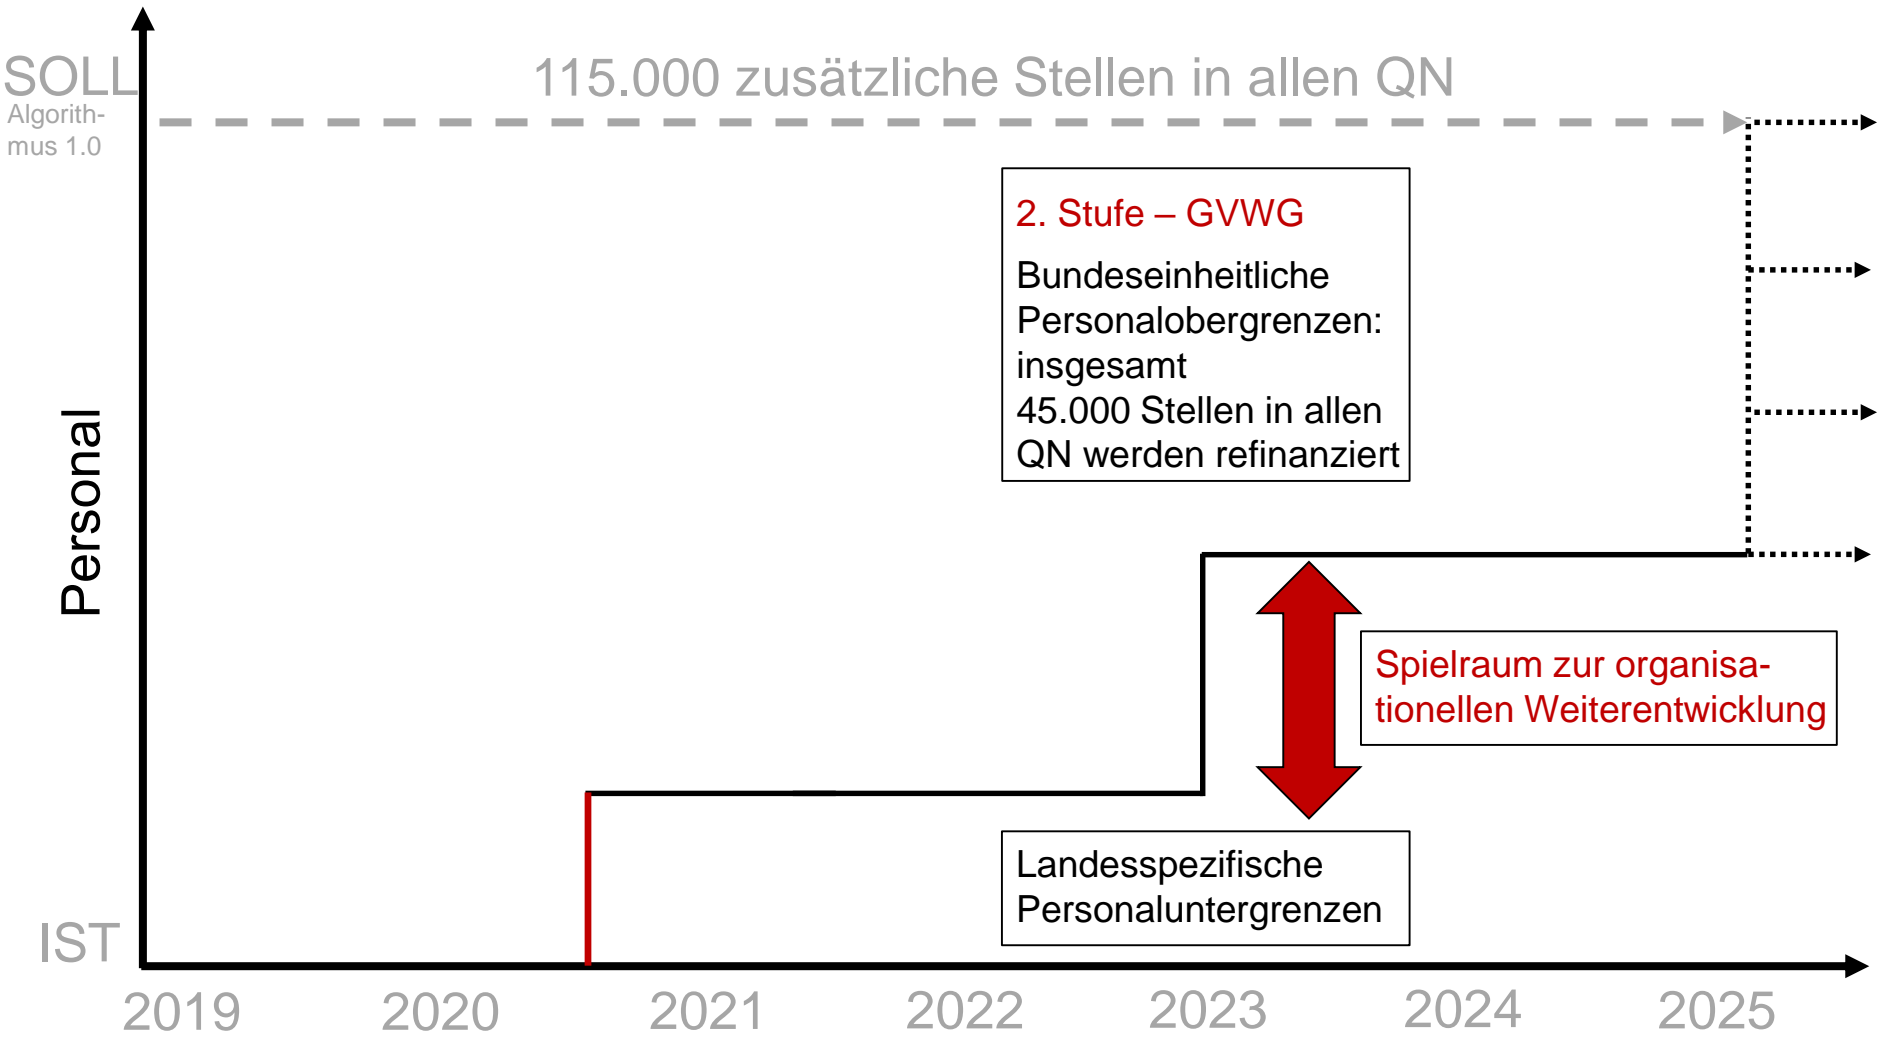 SOLL
Algorith-
mus 1.0
115.000 zusätzliche Stellen in allen QN
2. Stufe – GVWG
Bundeseinheitliche
Personalobergrenzen:
insgesamt
45.000 Stellen in allen
QN werden refinanziert
Personal
Spielraum zur organisa-
tionellen Weiterentwicklung
Landesspezifische
Personaluntergrenzen
IST
2019 2020 2021 2022 2023 2024 2025